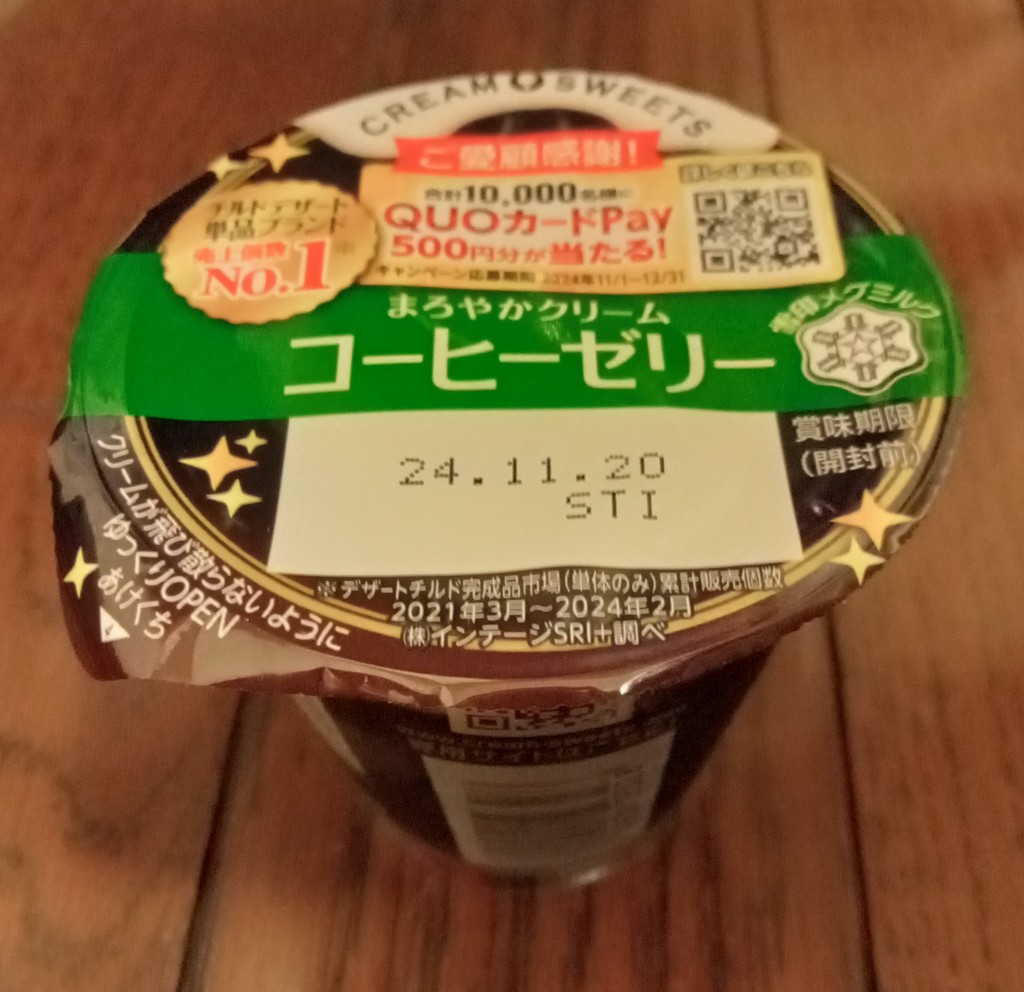 CREAM SWEETS
ご愛顧感謝!
合計10,000名様に
QUOカードPay
500円分が当たる!
キャンペーン応募期間 2024年11/1〜12/31
詳しくはこちら
チルドデザート
単品ブランド
売上個数※
No.1
まろやかクリーム
コーヒーゼリー
雪印メグミルク
賞味期限
(開封前)
24.11.20
STI
クリームが飛び散らないように
ゆっくりOPEN
あけくち
※デザートチルド完成品市場(単体のみ)累計販売個数
2021年3月〜2024年2月
(株)インテージSRI+調べ